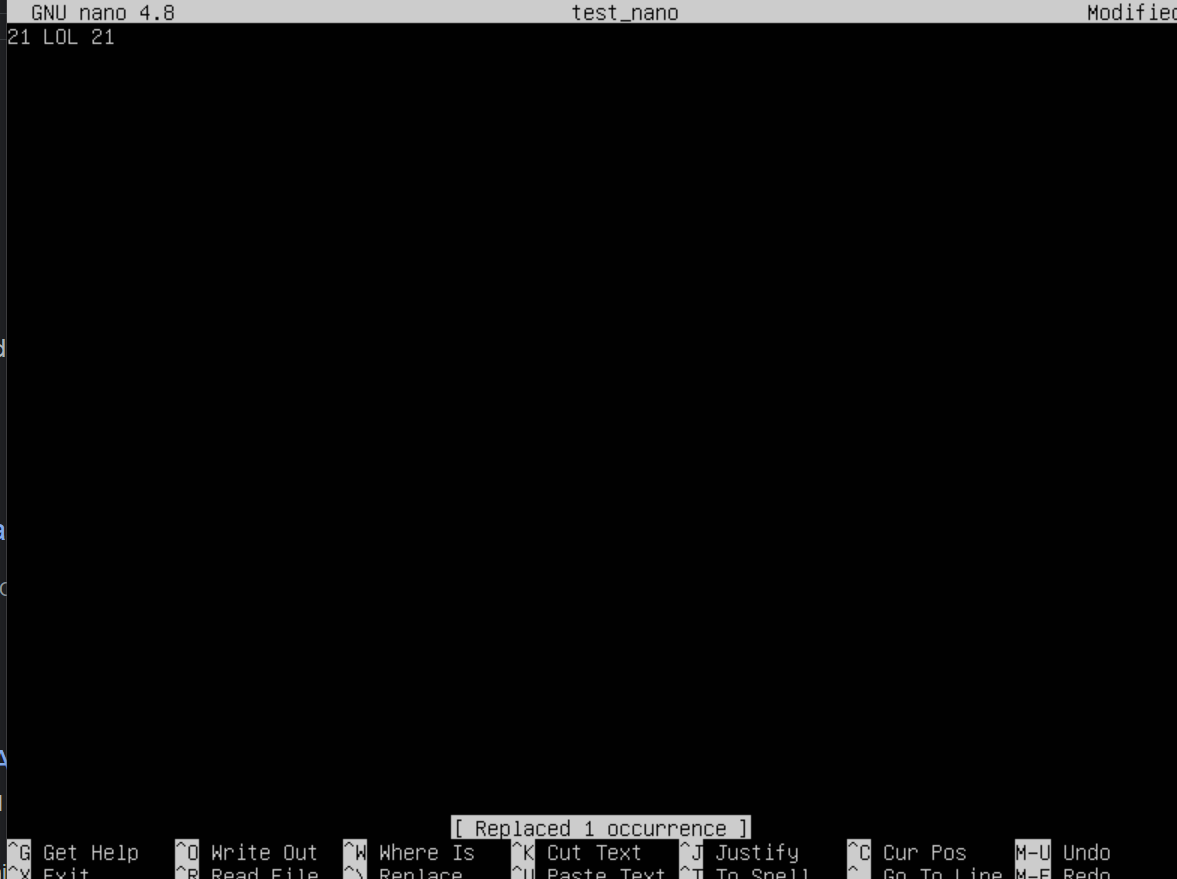 GNU nano 4.8 test_nano Modified
21 LOL 21
[ Replaced 1 occurrence ]
^G Get Help ^O Write Out ^W Where Is ^K Cut Text ^J Justify ^C Cur Pos M-U Undo
^X Exit ^R Read File ^\ Replace ^U Paste Text ^T To Spell ^_ Go To Line M-E Redo